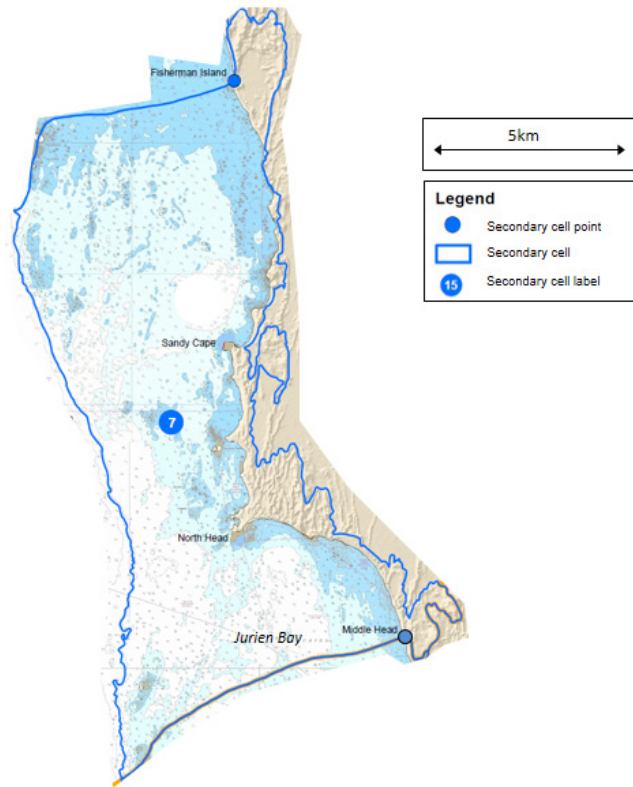 Fisherman Island
5km
Legend
Secondary cell point
Secondary cell
15
Secondary cell label
Sandy Cape
7
North Head
Jurien Bay
Middle Head